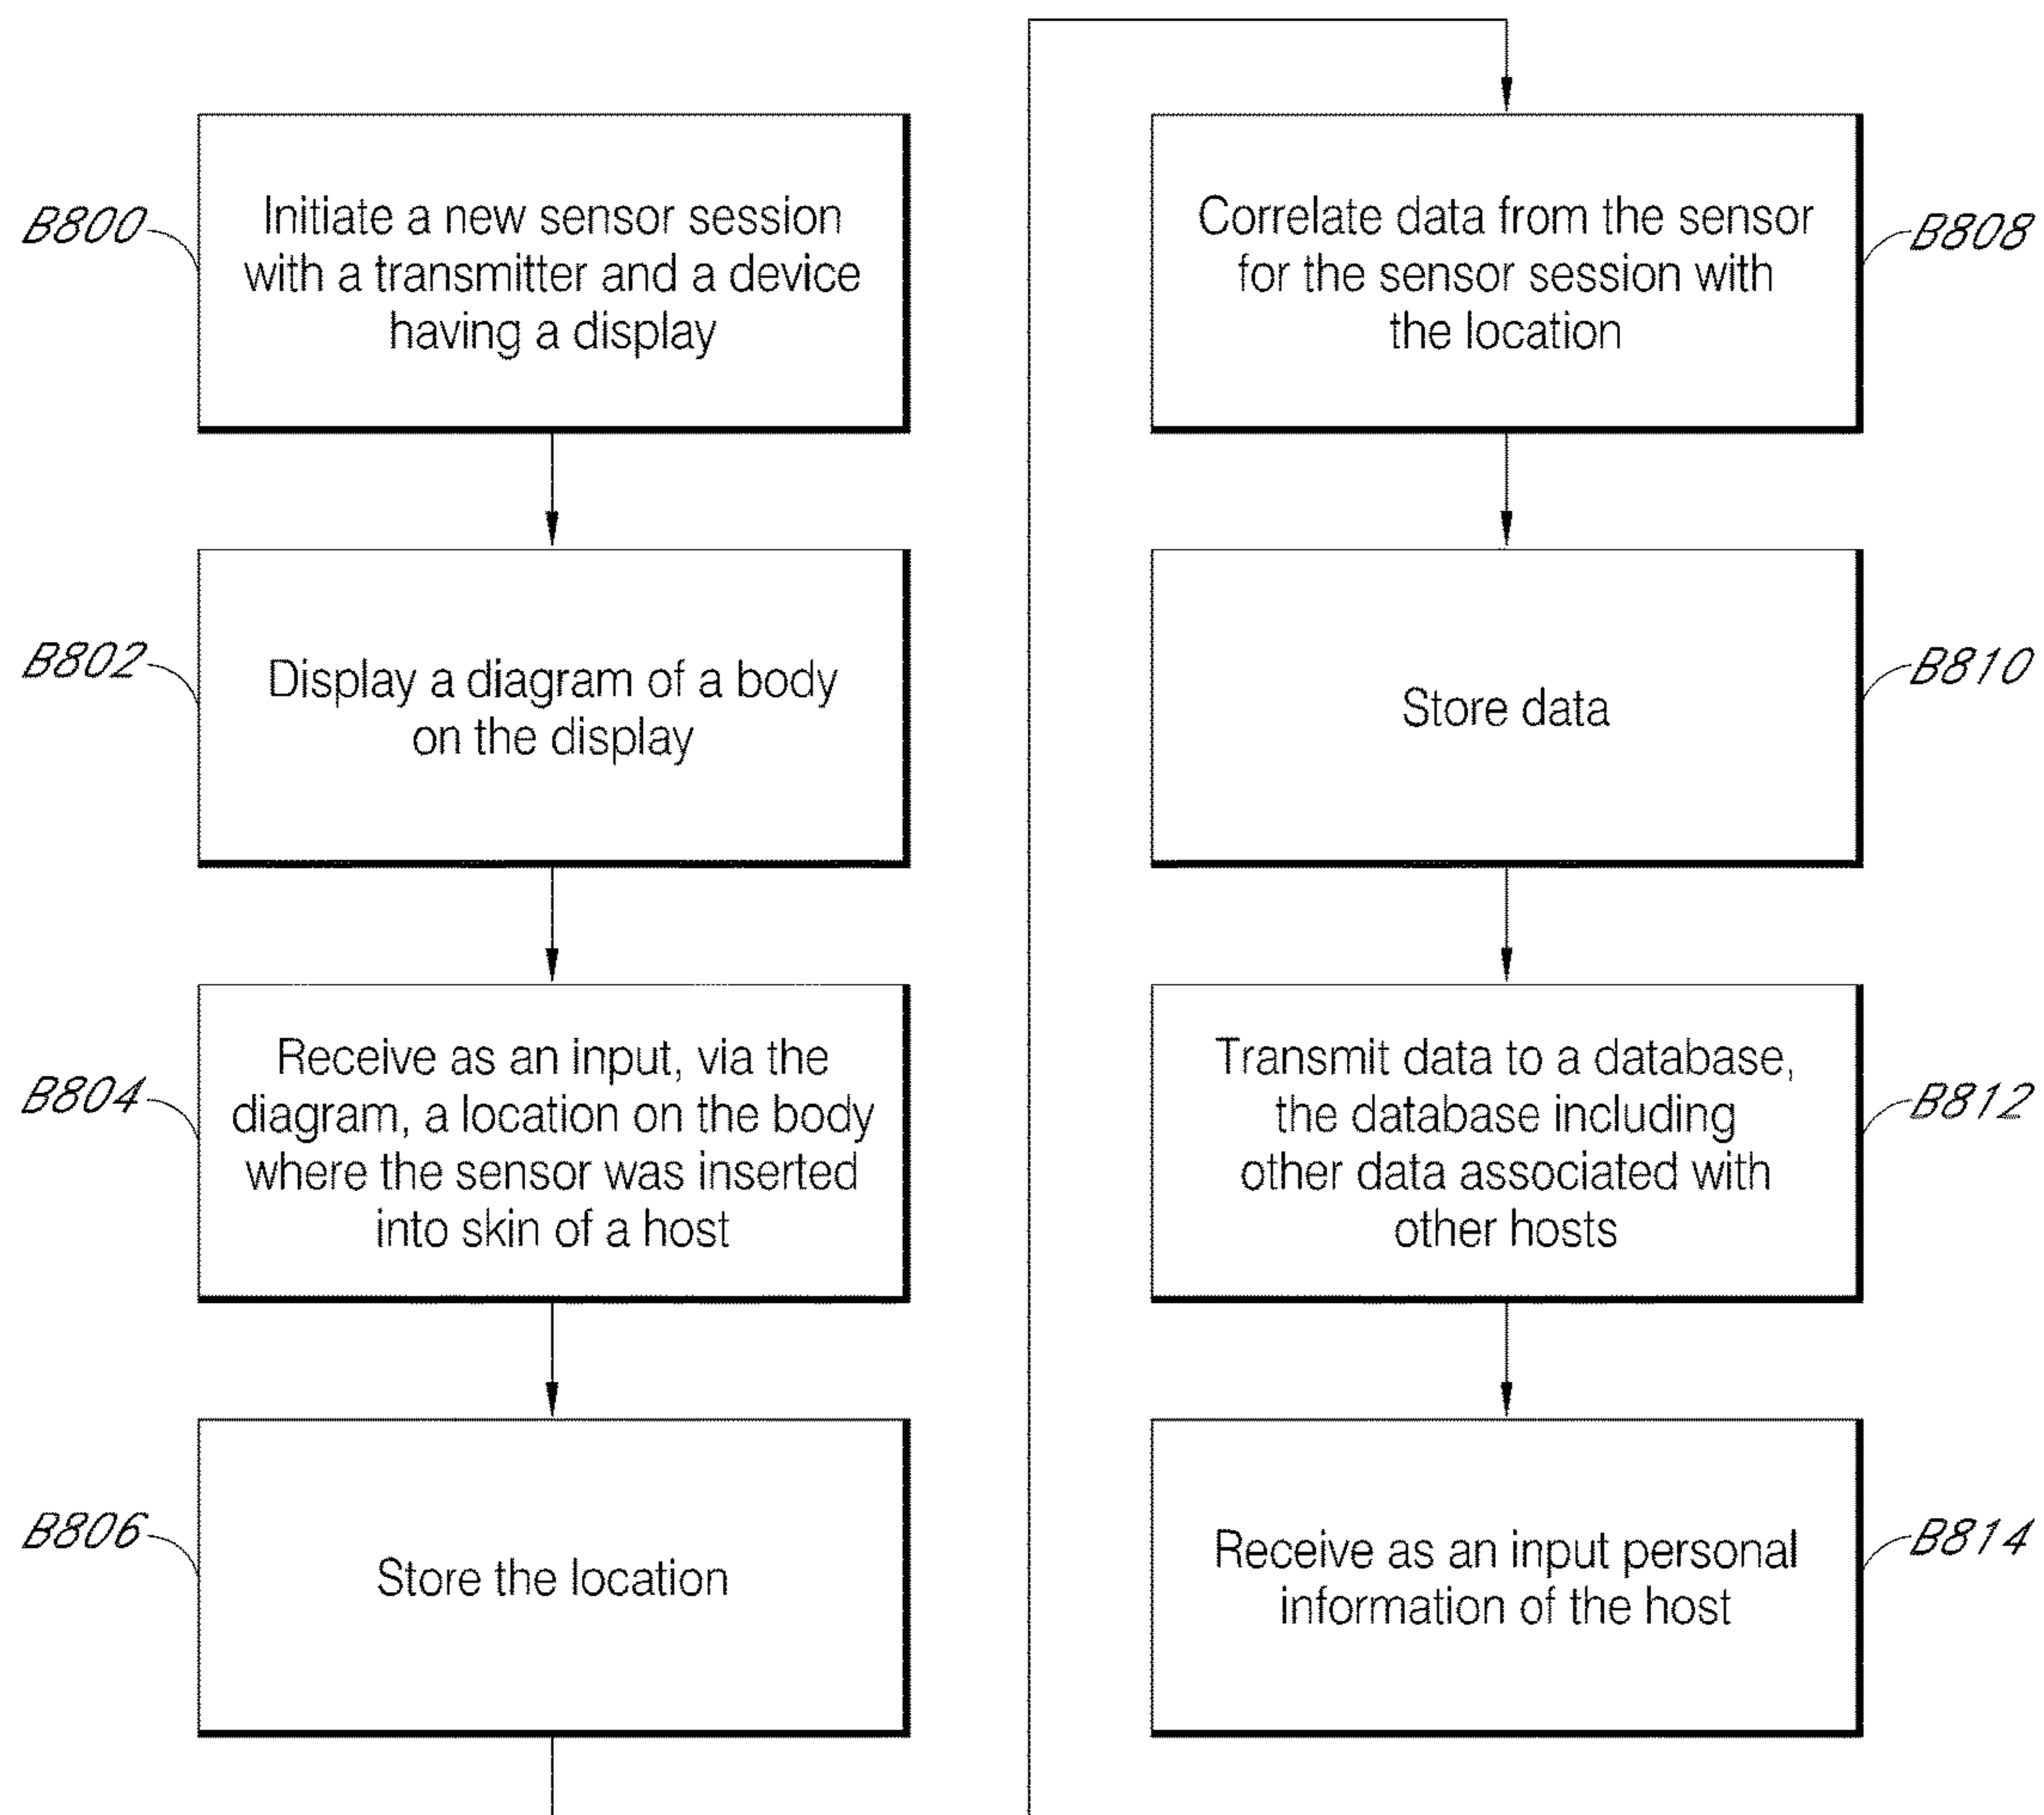 B800
Initiate a new sensor session
with a transmitter and a device
having a display
B802
Display a diagram of a body
on the display
B804
Receive as an input, via the
diagram, a location on the body
where the sensor was inserted
into skin of a host
B806
Store the location
Correlate data from the sensor
for the sensor session with
the location
B808
Store data
B810
Transmit data to a database,
the database including
other data associated with
other hosts
B812
Receive as an input personal
information of the host
B814